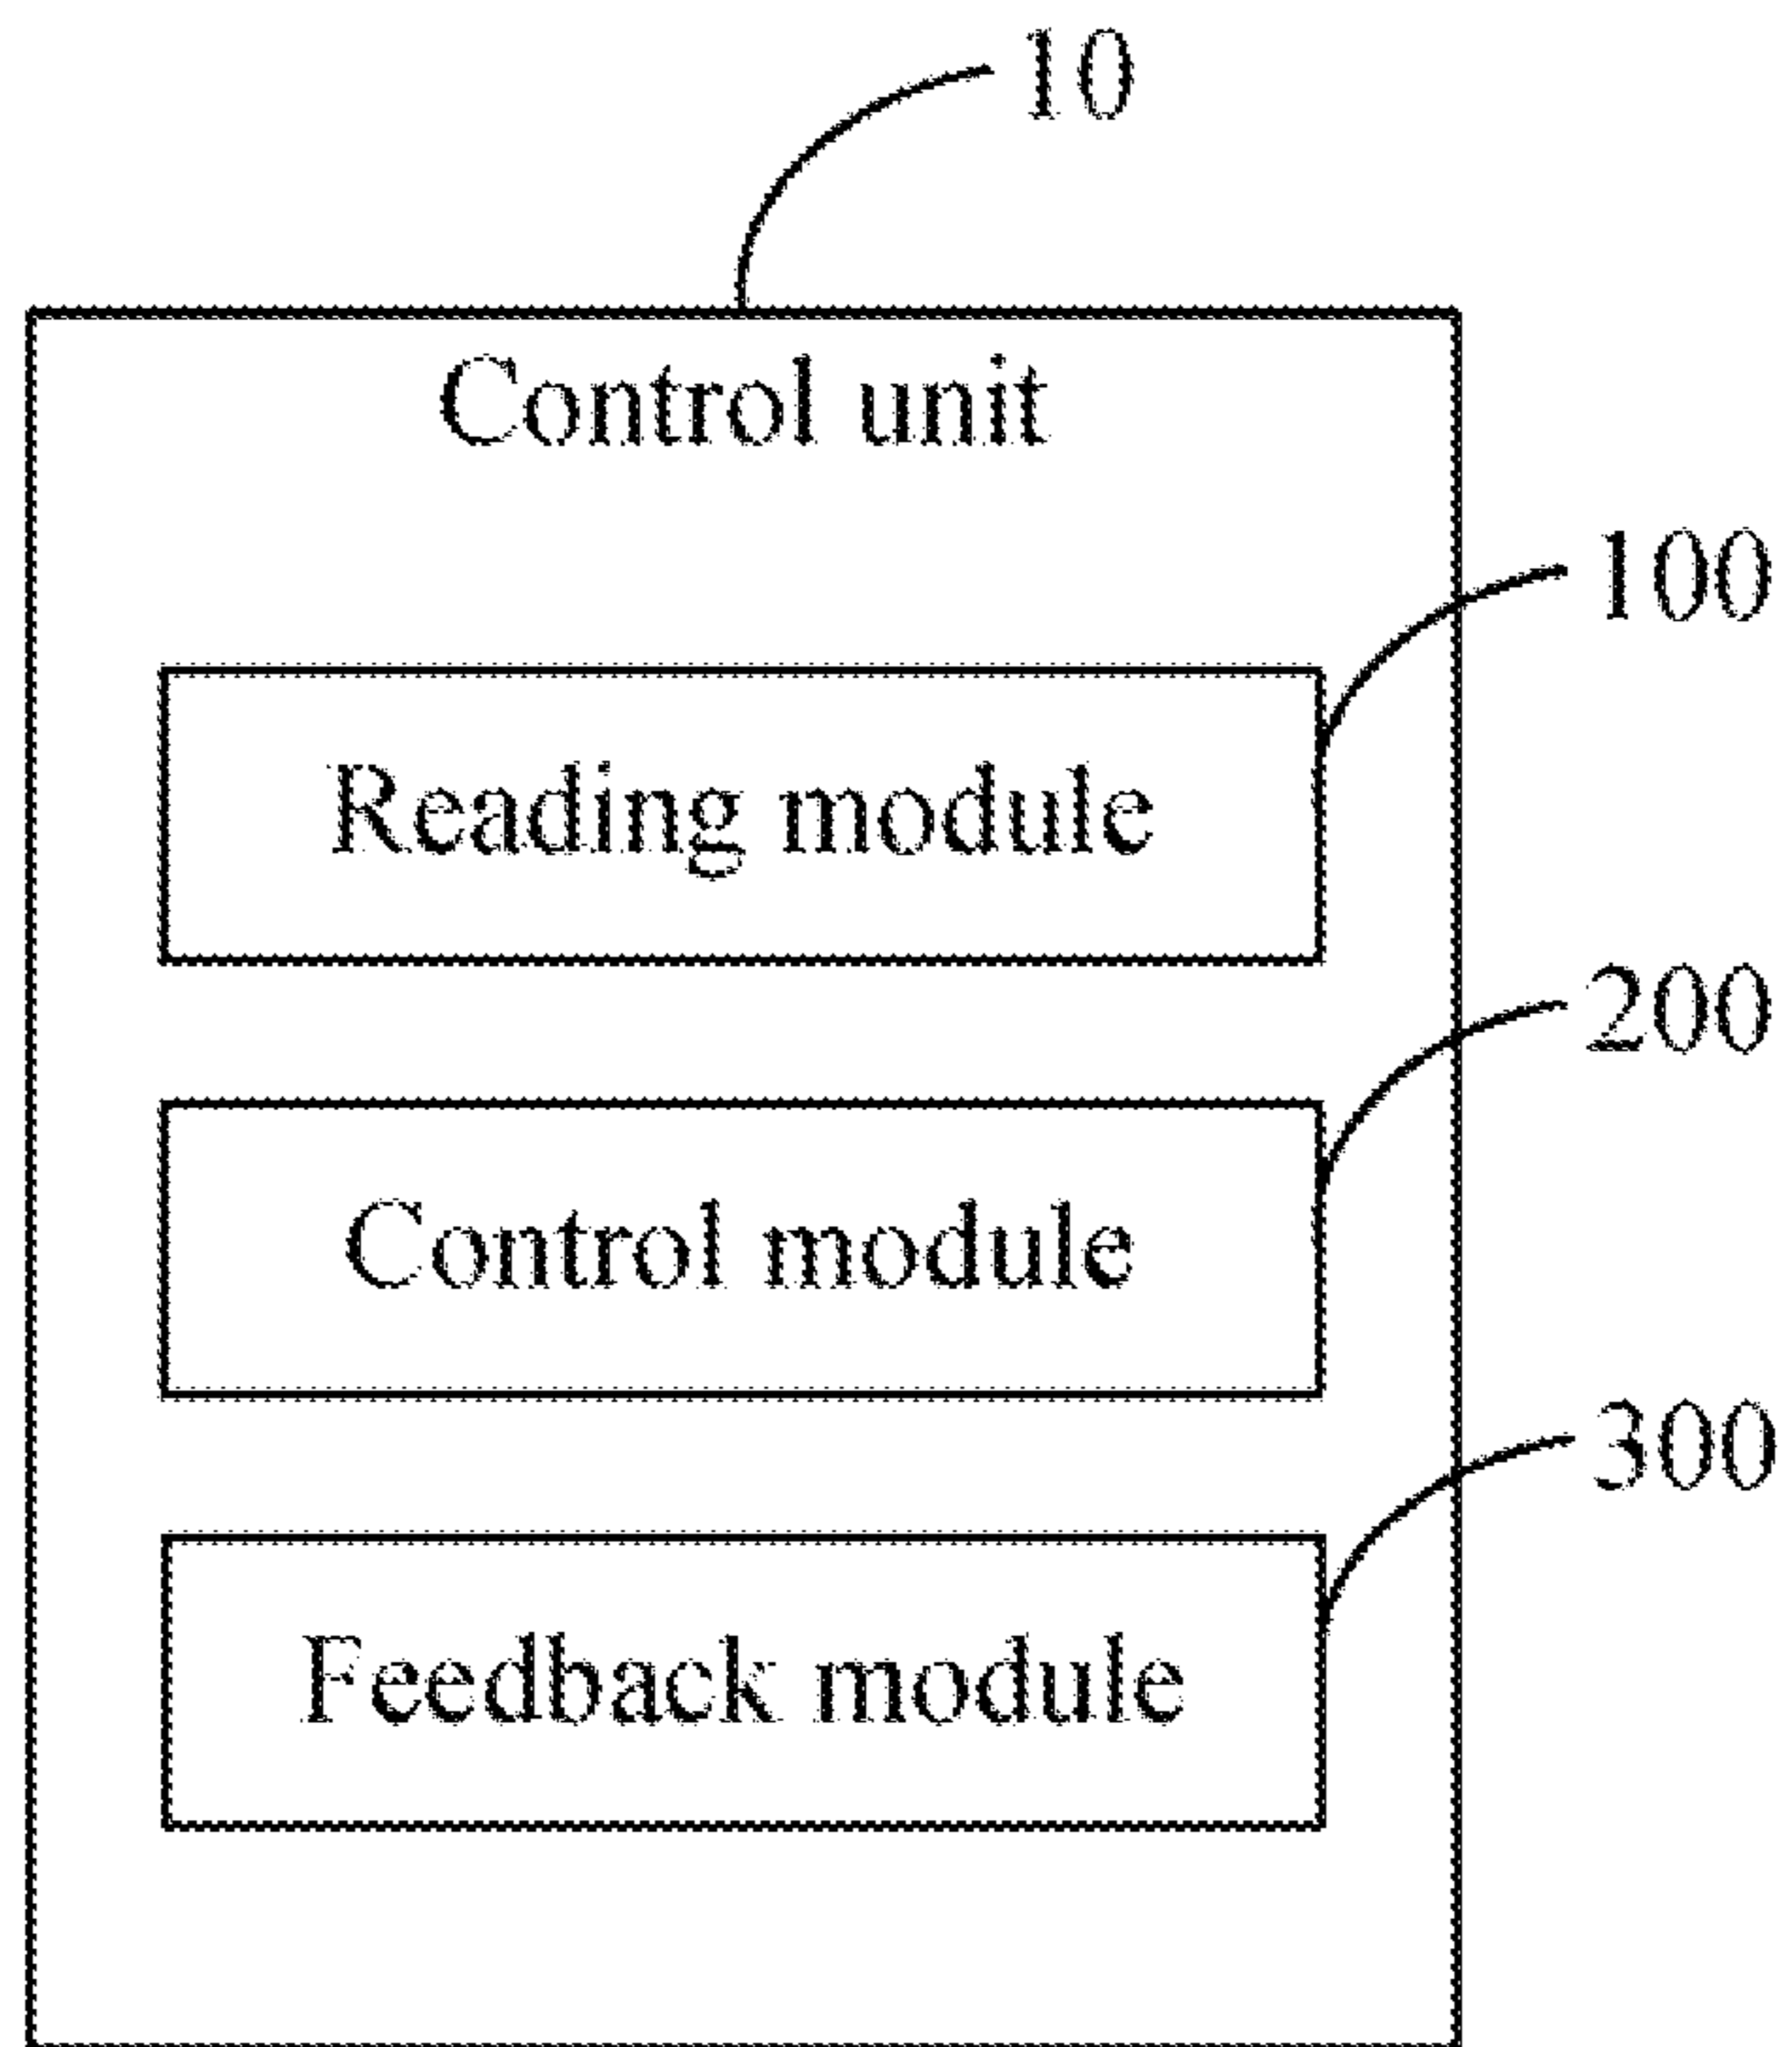 10
Control unit
100
Reading module
200
Control module
300
Feedback module